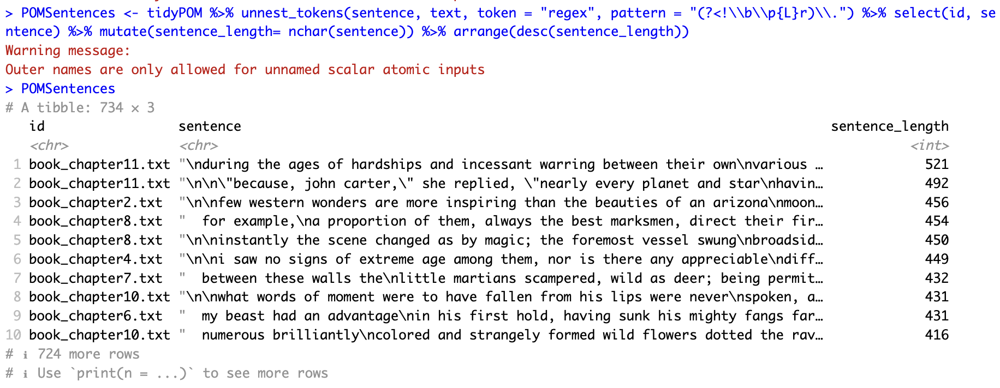 > POMSentences <- tidyPOM %>% unnest_tokens(sentence, text, token = "regex", pattern = "(?<!\\b\\p{L}r)\\.") %>% select(id, se
ntence) %>% mutate(sentence_length= nchar(sentence)) %>% arrange(desc(sentence_length))
Warning message:
Outer names are only allowed for unnamed scalar atomic inputs
> POMSentences
# A tibble: 734 × 3
   id                 sentence                                                                           sentence_length
   <chr>              <chr>                                                                                        <int>
 1 book_chapter11.txt "\nduring the ages of hardships and incessant warring between their own\nvarious …             521
 2 book_chapter11.txt "\n\n\"because, john carter,\" she replied, \"nearly every planet and star\nhavin…             492
 3 book_chapter2.txt  "\n\nfew western wonders are more inspiring than the beauties of an arizona\nmoon…             456
 4 book_chapter8.txt  "  for example,\na proportion of them, always the best marksmen, direct their fir…             454
 5 book_chapter8.txt  "\n\ninstantly the scene changed as by magic; the foremost vessel swung\nbroadsid…             450
 6 book_chapter4.txt  "\n\ni saw no signs of extreme age among them, nor is there any appreciable\ndiff…             449
 7 book_chapter7.txt  "  between these walls the\nlittle martians scampered, wild as deer; being permit…             432
 8 book_chapter10.txt "\n\nwhat words of moment were to have fallen from his lips were never\nspoken, a…             431
 9 book_chapter6.txt  "  my beast had an advantage\nin his first hold, having sunk his mighty fangs far…             431
10 book_chapter10.txt "  numerous brilliantly\ncolored and strangely formed wild flowers dotted the rav…             416
# ℹ 724 more rows
# ℹ Use `print(n = ...)` to see more rows